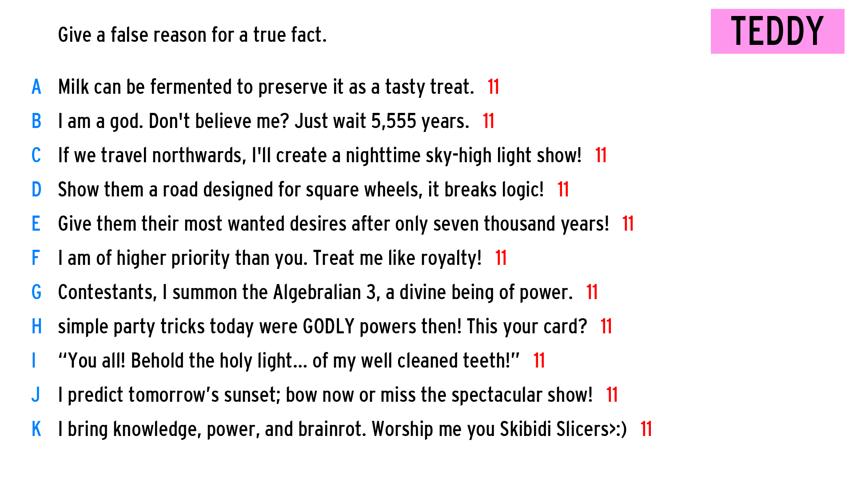 Give a false reason for a true fact.
TEDDY
A Milk can be fermented to preserve it as a tasty treat. 11
B I am a god. Don't believe me? Just wait 5,555 years. 11
C If we travel northwards, I'll create a nighttime sky-high light show! 11
D Show them a road designed for square wheels, it breaks logic! 11
E Give them their most wanted desires after only seven thousand years! 11
F I am of higher priority than you. Treat me like royalty! 11
G Contestants, I summon the Algebralian 3, a divine being of power. 11
H simple party tricks today were GODLY powers then! This your card? 11
I “You all! Behold the holy light... of my well cleaned teeth!” 11
J I predict tomorrow’s sunset; bow now or miss the spectacular show! 11
K I bring knowledge, power, and brainrot. Worship me you Skibidi Slicers>:) 11